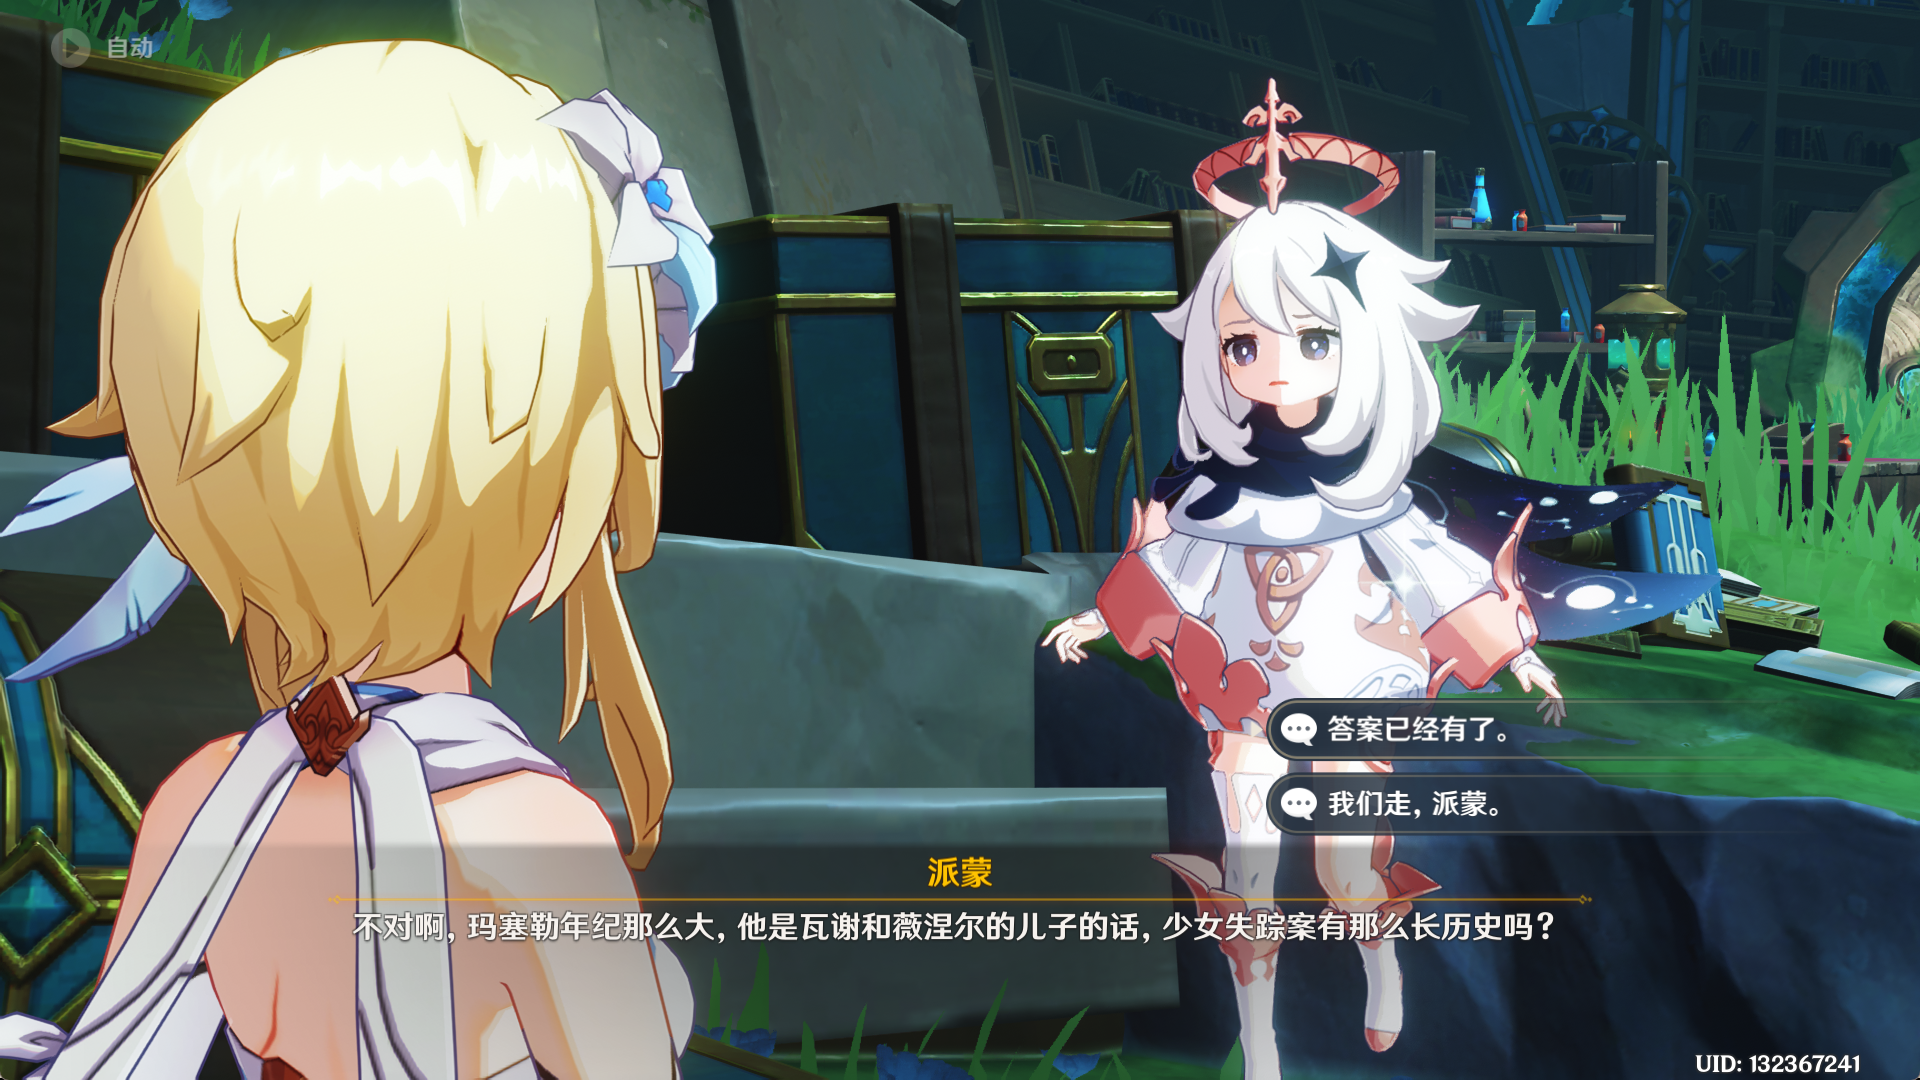 自动
答案已经有了。
我们走，派蒙。
派蒙
不对啊，玛塞勒年纪那么大，他是瓦谢和薇涅尔的儿子的话，少女失踪案有那么长历史吗？
UID: 132367241